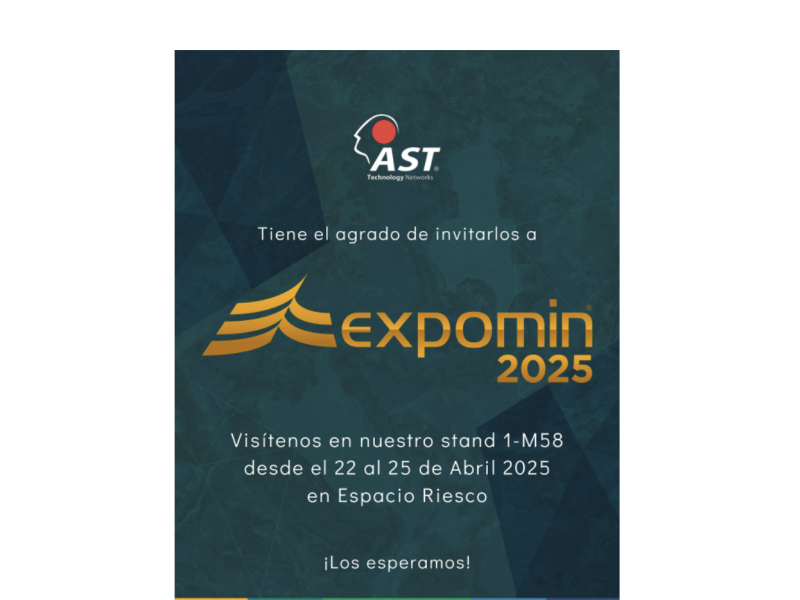 AST®
Technology Networks
Tiene el agrado de invitarlos a
expomin®
2025
Visítenos en nuestro stand 1-M58
desde el 22 al 25 de Abril 2025
en Espacio Riesco
¡Los esperamos!